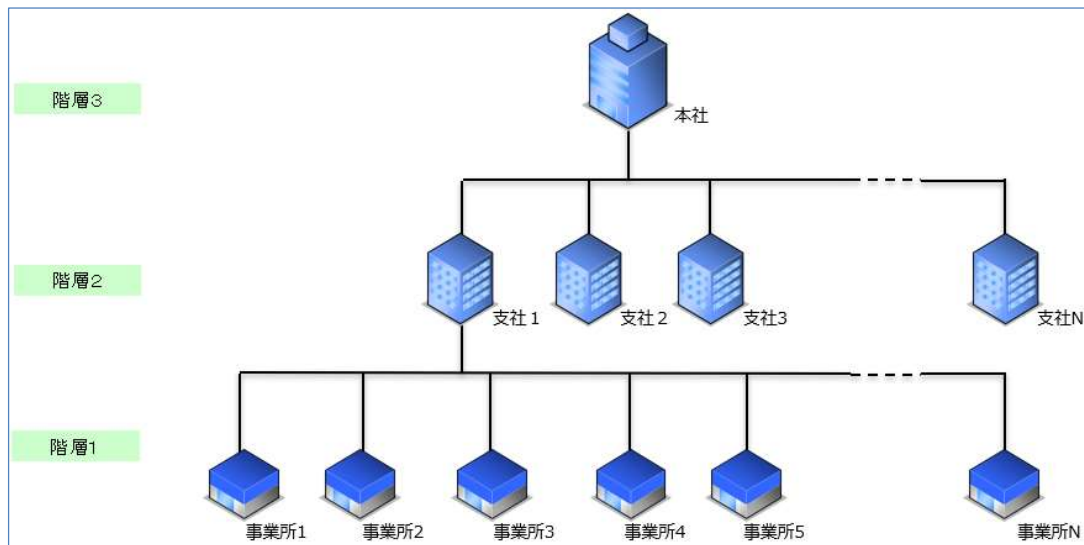 階層３
本社
階層２
支社１
支社２
支社3
支社N
階層1
事業所1
事業所2
事業所3
事業所4
事業所5
事業所N